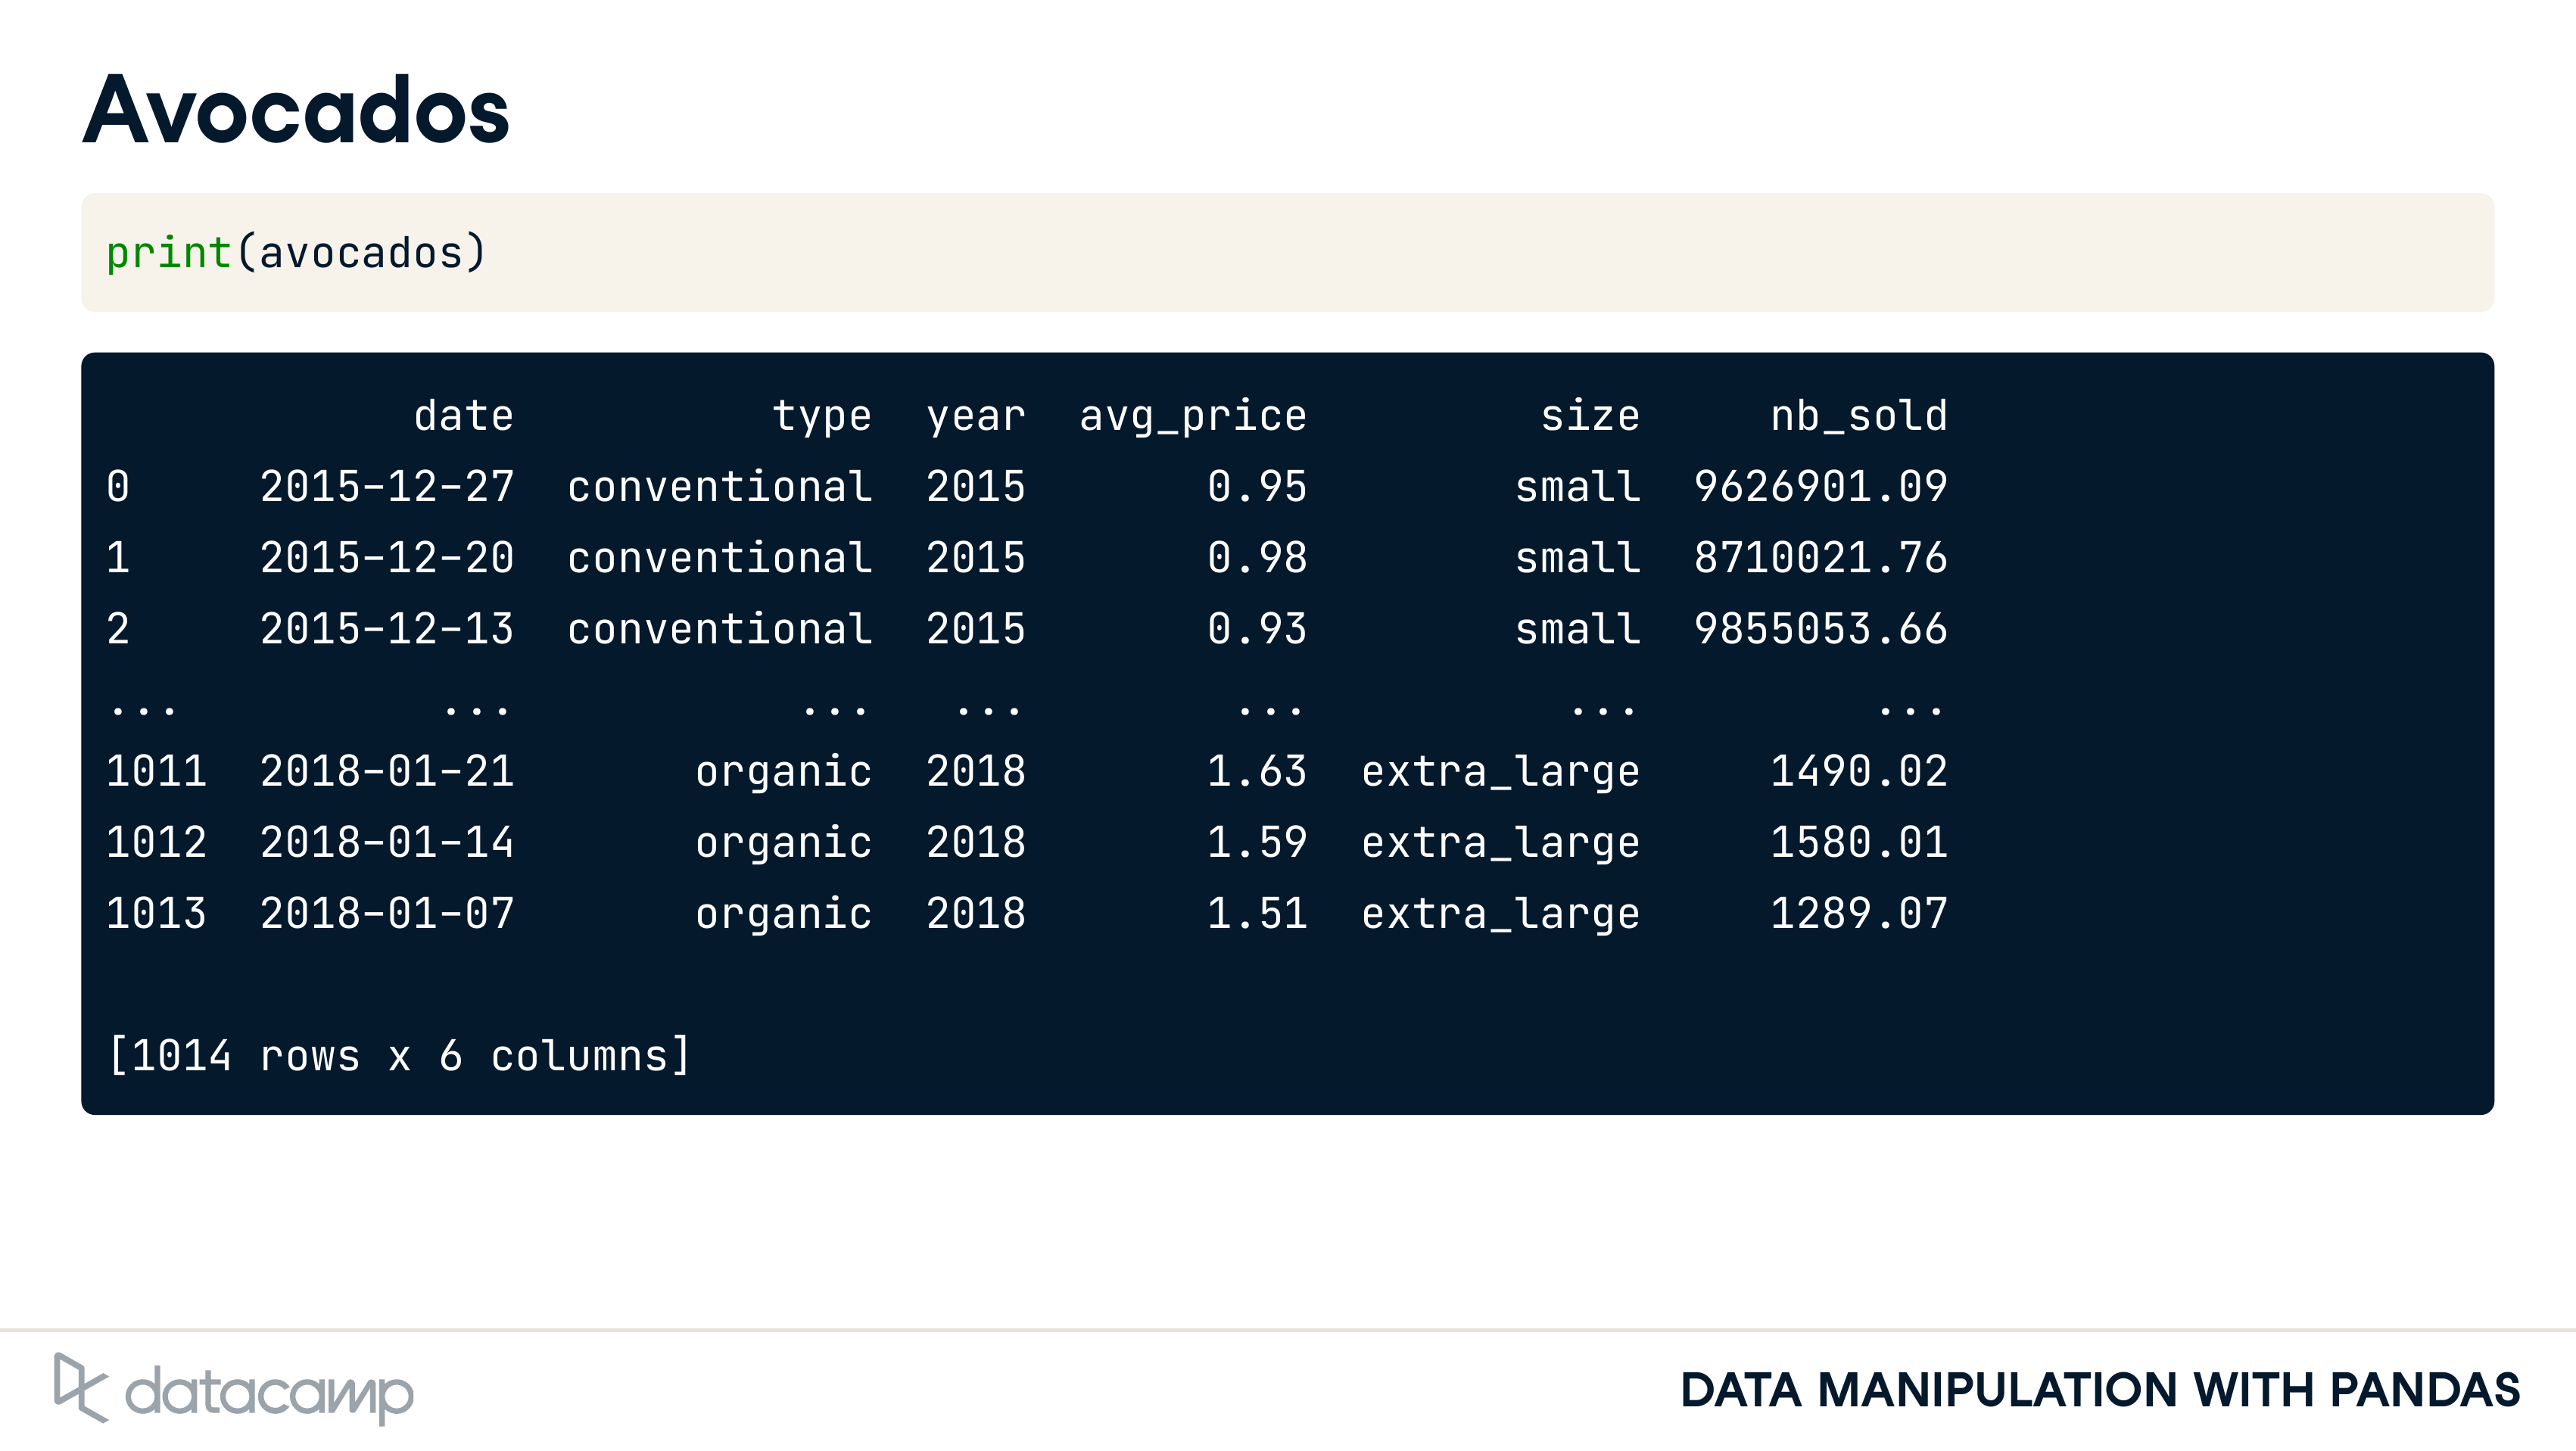 Avocados
print(avocados)
date type year avg_price size nb_sold
0 2015-12-27 conventional 2015 0.95 small 9626901.09
1 2015-12-20 conventional 2015 0.98 small 8710021.76
2 2015-12-13 conventional 2015 0.93 small 9855053.66
... ... ... ... ... ... ...
1011 2018-01-21 organic 2018 1.63 extra_large 1490.02
1012 2018-01-14 organic 2018 1.59 extra_large 1580.01
1013 2018-01-07 organic 2018 1.51 extra_large 1289.07
[1014 rows x 6 columns]
datacamp
DATA MANIPULATION WITH PANDAS